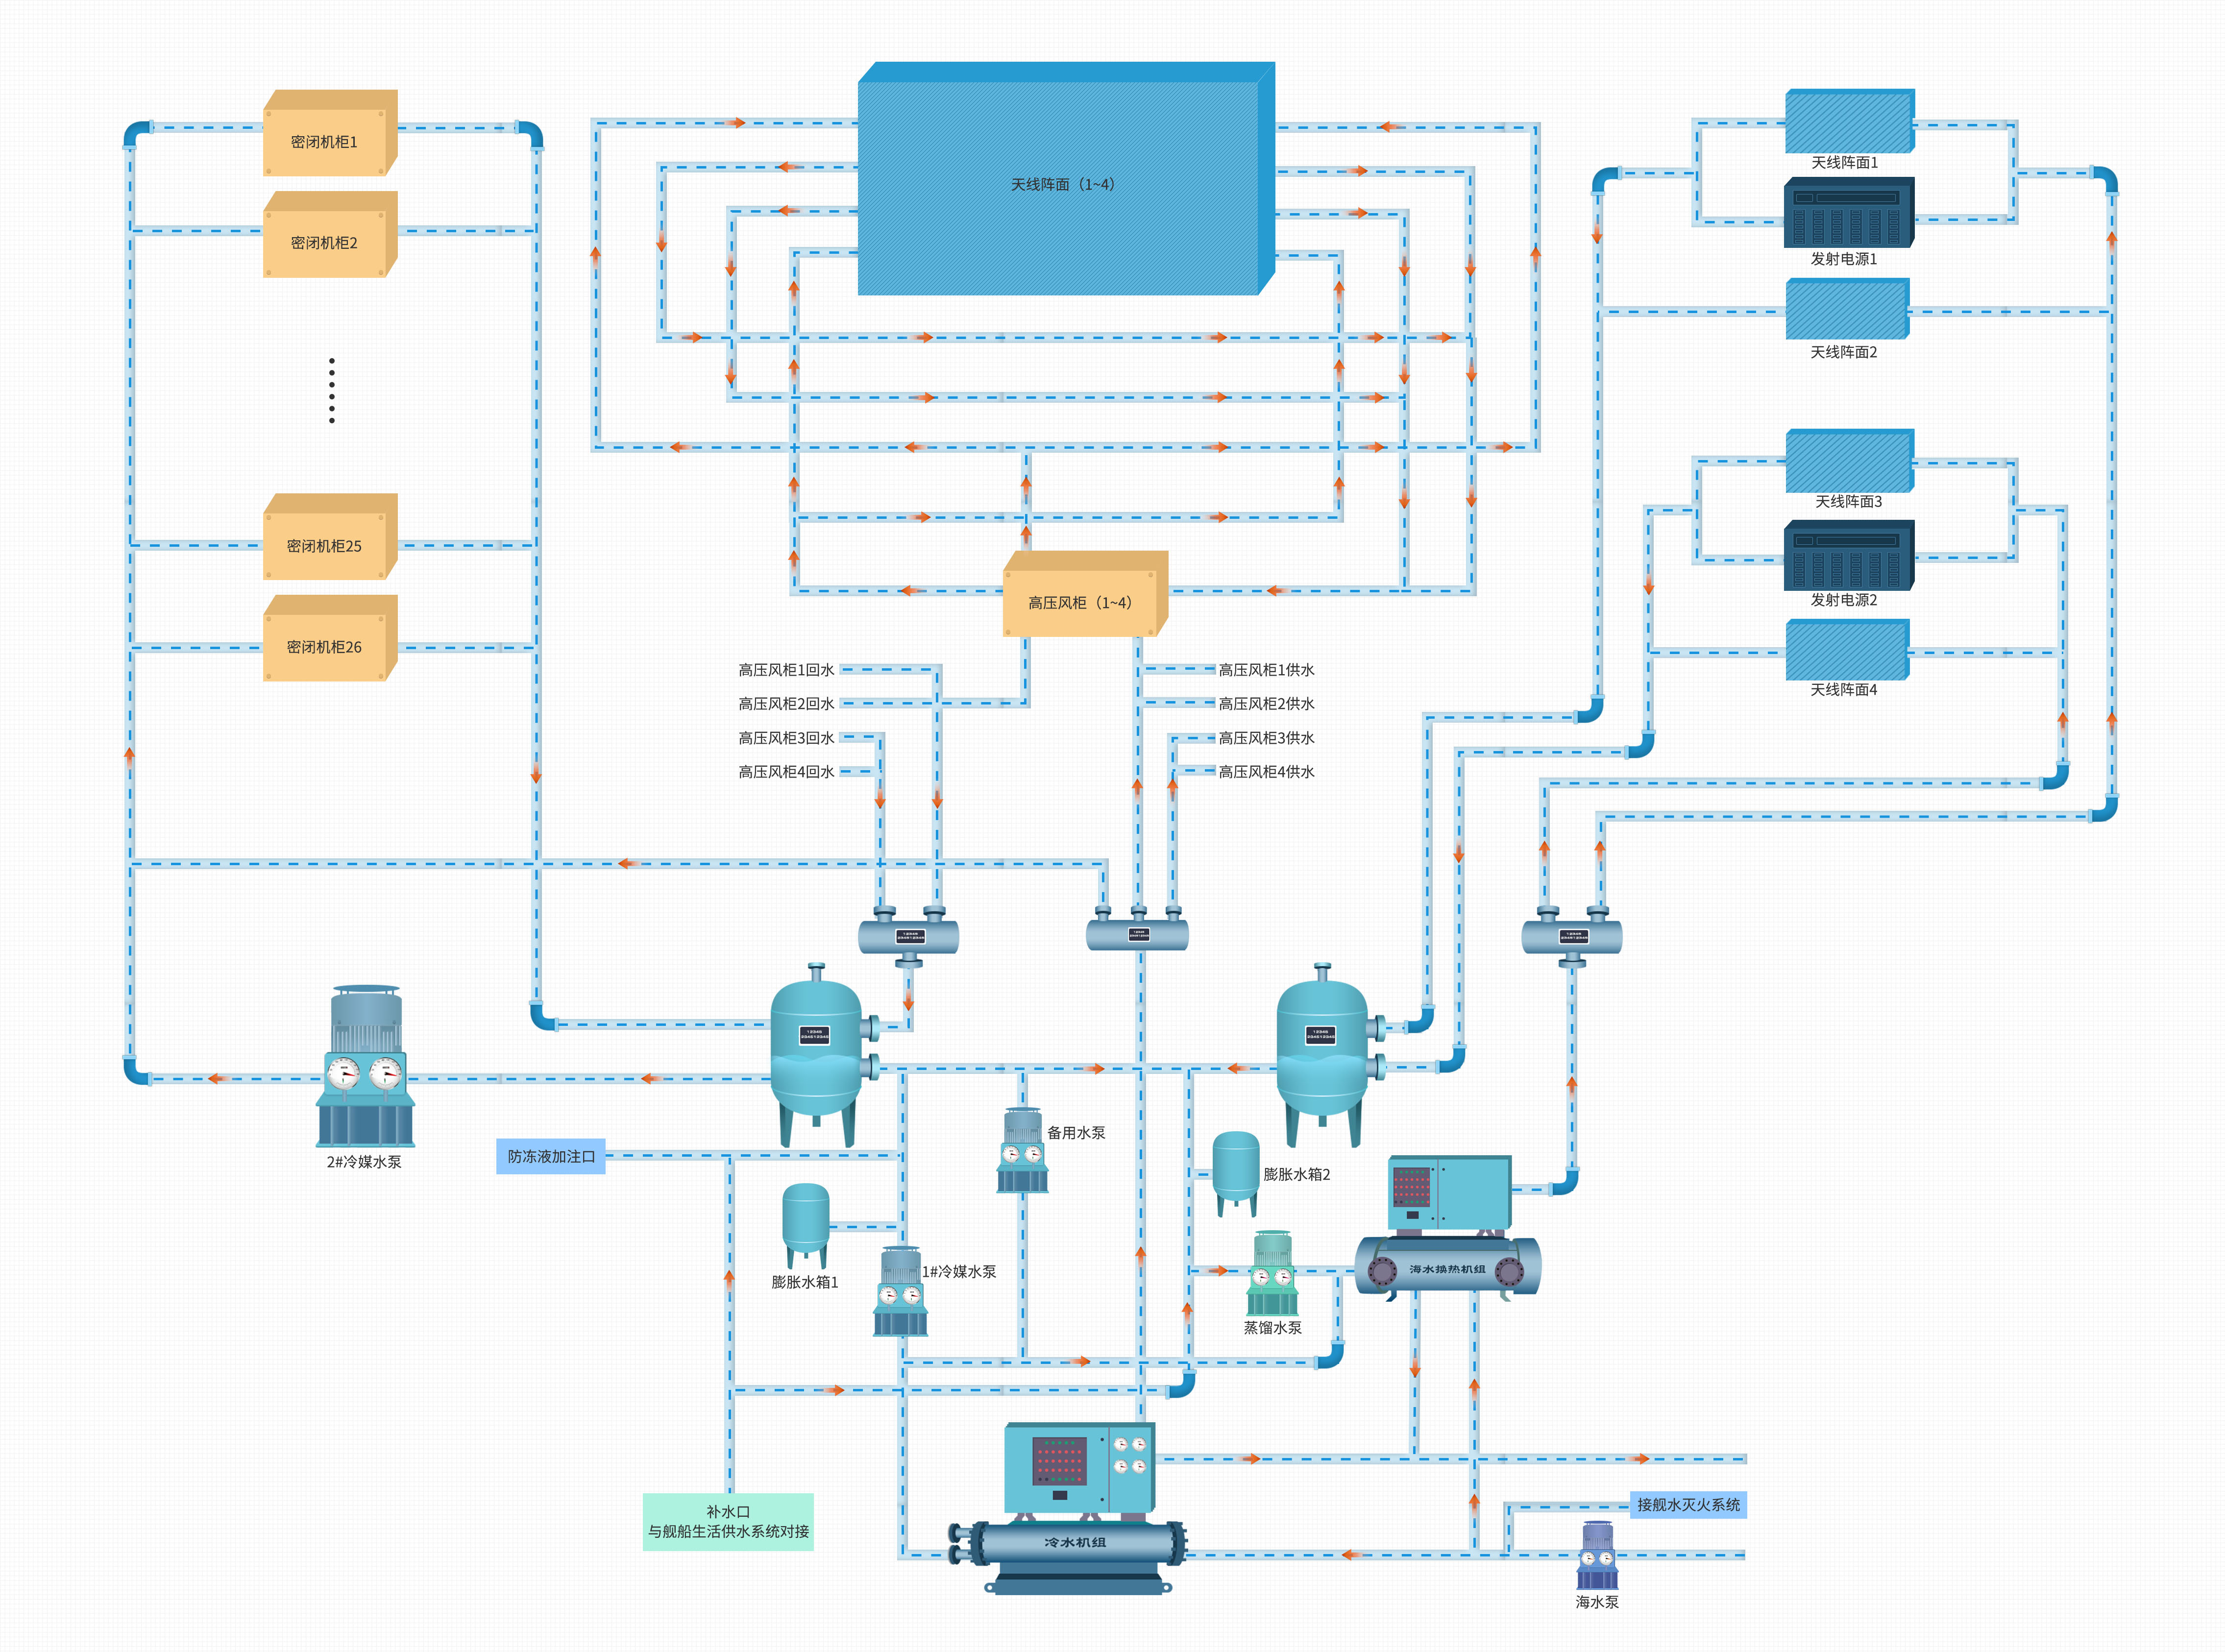 密闭机柜1
密闭机柜2
密闭机柜25
密闭机柜26
天线阵面（1~4）
天线阵面1
发射电源1
天线阵面2
天线阵面3
发射电源2
天线阵面4
高压风柜（1~4）
高压风柜1回水
高压风柜2回水
高压风柜3回水
高压风柜4回水
高压风柜1供水
高压风柜2供水
高压风柜3供水
高压风柜4供水
2#冷媒水泵
防冻液加注口
备用水泵
膨胀水箱1
1#冷媒水泵
膨胀水箱2
蒸馏水泵
海水换热机组
补水口
与舰船生活供水系统对接
冷水机组
接舰水灭火系统
海水泵